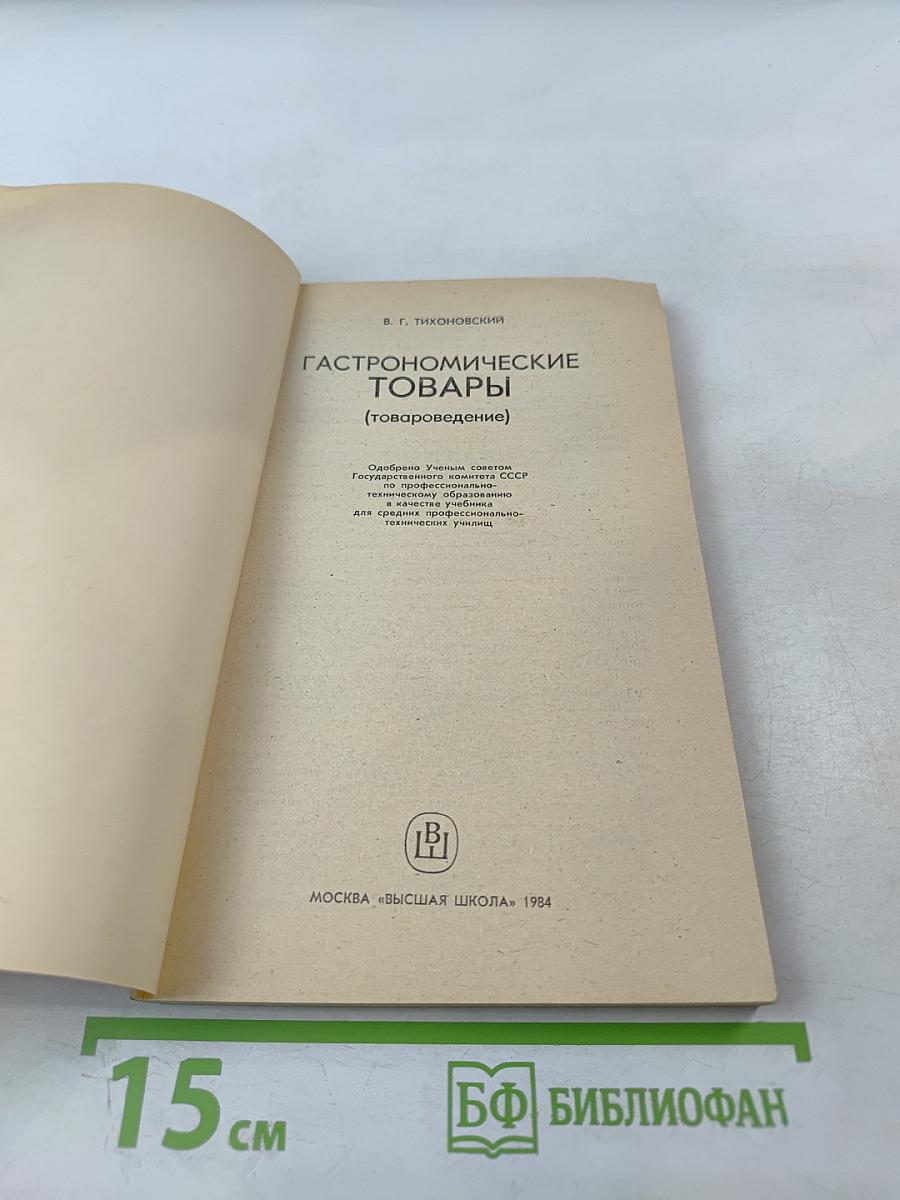 В. Г. ТИХОНОВСКИЙ
ГАСТРОНОМИЧЕСКИЕ
ТОВАРЫ
(товароведение)
Одобрено Ученым советом
Государственного комитета СССР
по профессионально-
техническому образованию
в качестве учебника
для средних профессионально-
технических училищ
ВШ
МОСКВА «ВЫСШАЯ ШКОЛА» 1984
15 см
БФ БИБЛИОФАН